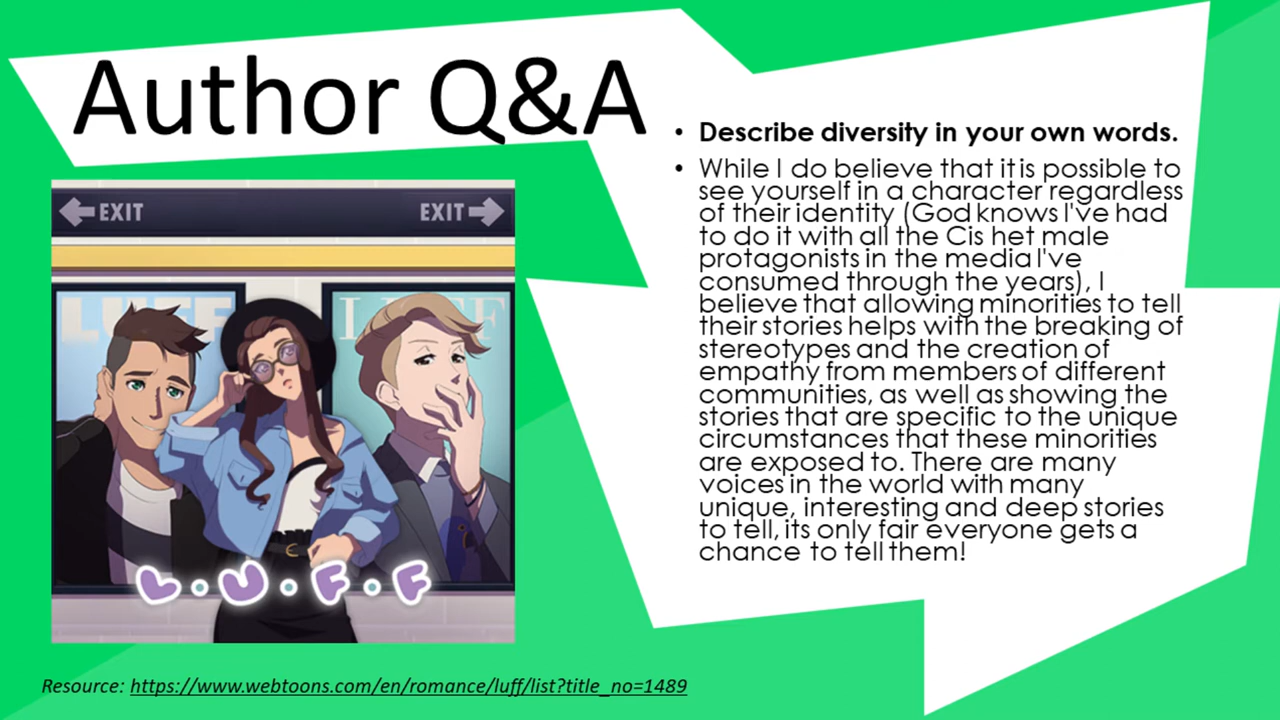 Author Q&A
EXIT
EXIT
LUFF
LUFF
L.U.F.F
• Describe diversity in your own words.
• While I do believe that it is possible to
see yourself in a character regardless
of their identity (God knows I've had
to do it with all the Cis het male
protagonists in the media I've
consumed through the years), I
believe that allowing minorities to tell
their stories helps with the breaking of
stereotypes and the creation of
empathy from members of different
communities, as well as showing the
stories that are specific to the unique
circumstances that these minorities
are exposed to. There are many
voices in the world with many
unique, interesting and deep stories
to tell, its only fair everyone gets a
chance to tell them!
Resource: https://www.webtoons.com/en/romance/luff/list?title_no=1489